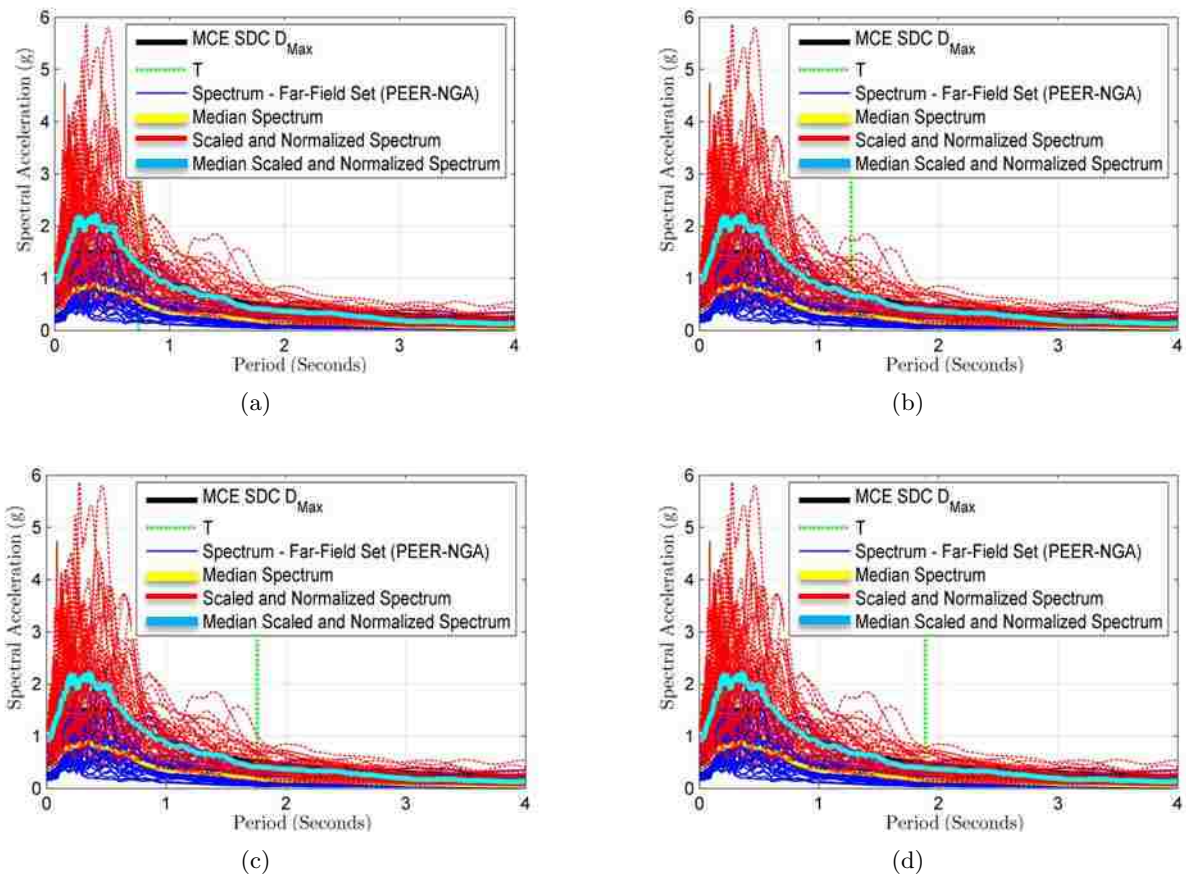 6
5
4
3
2
1
0
Spectral Acceleration (g)
MCE SDC D_Max
T
Spectrum - Far-Field Set (PEER-NGA)
Median Spectrum
Scaled and Normalized Spectrum
Median Scaled and Normalized Spectrum
0 1 2 3 4
Period (Seconds)
(a)
6
5
4
3
2
1
0
Spectral Acceleration (g)
MCE SDC D_Max
T
Spectrum - Far-Field Set (PEER-NGA)
Median Spectrum
Scaled and Normalized Spectrum
Median Scaled and Normalized Spectrum
0 1 2 3 4
Period (Seconds)
(b)
6
5
4
3
2
1
0
Spectral Acceleration (g)
MCE SDC D_Max
T
Spectrum - Far-Field Set (PEER-NGA)
Median Spectrum
Scaled and Normalized Spectrum
Median Scaled and Normalized Spectrum
0 1 2 3 4
Period (Seconds)
(c)
6
5
4
3
2
1
0
Spectral Acceleration (g)
MCE SDC D_Max
T
Spectrum - Far-Field Set (PEER-NGA)
Median Spectrum
Scaled and Normalized Spectrum
Median Scaled and Normalized Spectrum
0 1 2 3 4
Period (Seconds)
(d)